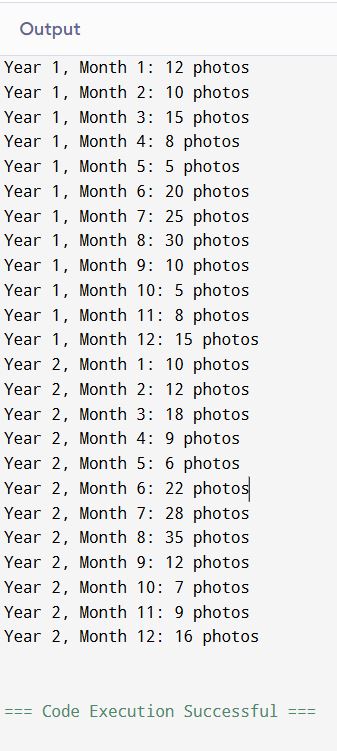 Output
Year 1, Month 1: 12 photos
Year 1, Month 2: 10 photos
Year 1, Month 3: 15 photos
Year 1, Month 4: 8 photos
Year 1, Month 5: 5 photos
Year 1, Month 6: 20 photos
Year 1, Month 7: 25 photos
Year 1, Month 8: 30 photos
Year 1, Month 9: 10 photos
Year 1, Month 10: 5 photos
Year 1, Month 11: 8 photos
Year 1, Month 12: 15 photos
Year 2, Month 1: 10 photos
Year 2, Month 2: 12 photos
Year 2, Month 3: 18 photos
Year 2, Month 4: 9 photos
Year 2, Month 5: 6 photos
Year 2, Month 6: 22 photos
Year 2, Month 7: 28 photos
Year 2, Month 8: 35 photos
Year 2, Month 9: 12 photos
Year 2, Month 10: 7 photos
Year 2, Month 11: 9 photos
Year 2, Month 12: 16 photos
=== Code Execution Successful ===